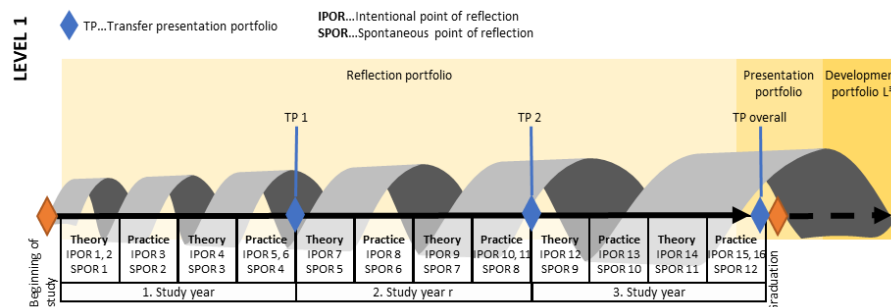 LEVEL 1
TP...Transfer presentation portfolio
IPOR...Intentional point of reflection
SPOR...Spontaneous point of reflection
Reflection portfolio
Presentation
portfolio
Development
portfolio
TP 1
TP 2
TP overall
Beginning of
study
Theory
IPOR 1, 2
SPOR 1
Practice
IPOR 3
SPOR 2
Theory
IPOR 4
SPOR 3
Practice
IPOR 5, 6
SPOR 4
Theory
IPOR 7
SPOR 5
Practice
IPOR 8
SPOR 6
Theory
IPOR 9
SPOR 7
Practice
IPOR 10, 11
SPOR 8
Theory
IPOR 12
SPOR 9
Practice
IPOR 13
SPOR 10
Theory
IPOR 14
SPOR 11
Practice
IPOR 15, 16
SPOR 12
1. Study year
2. Study year r
3. Study year
iraduation